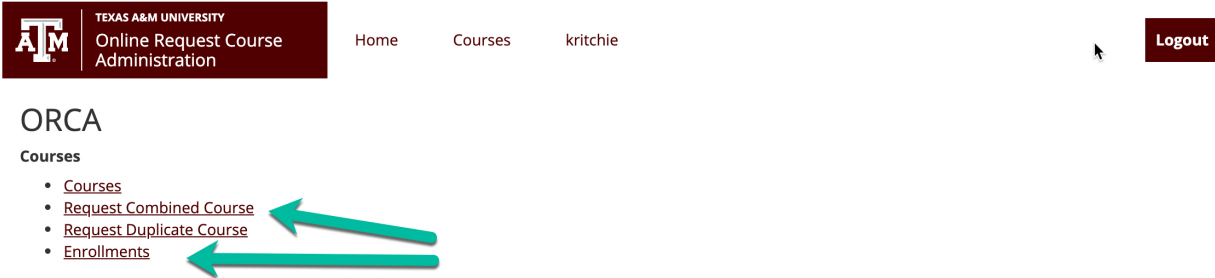 TEXAS A&M UNIVERSITY
ĀTM
Online Request Course
Administration
Home
Courses
kritchie
Logout
ORCA
Courses
Courses
Request Combined Course
Request Duplicate Course
Enrollments